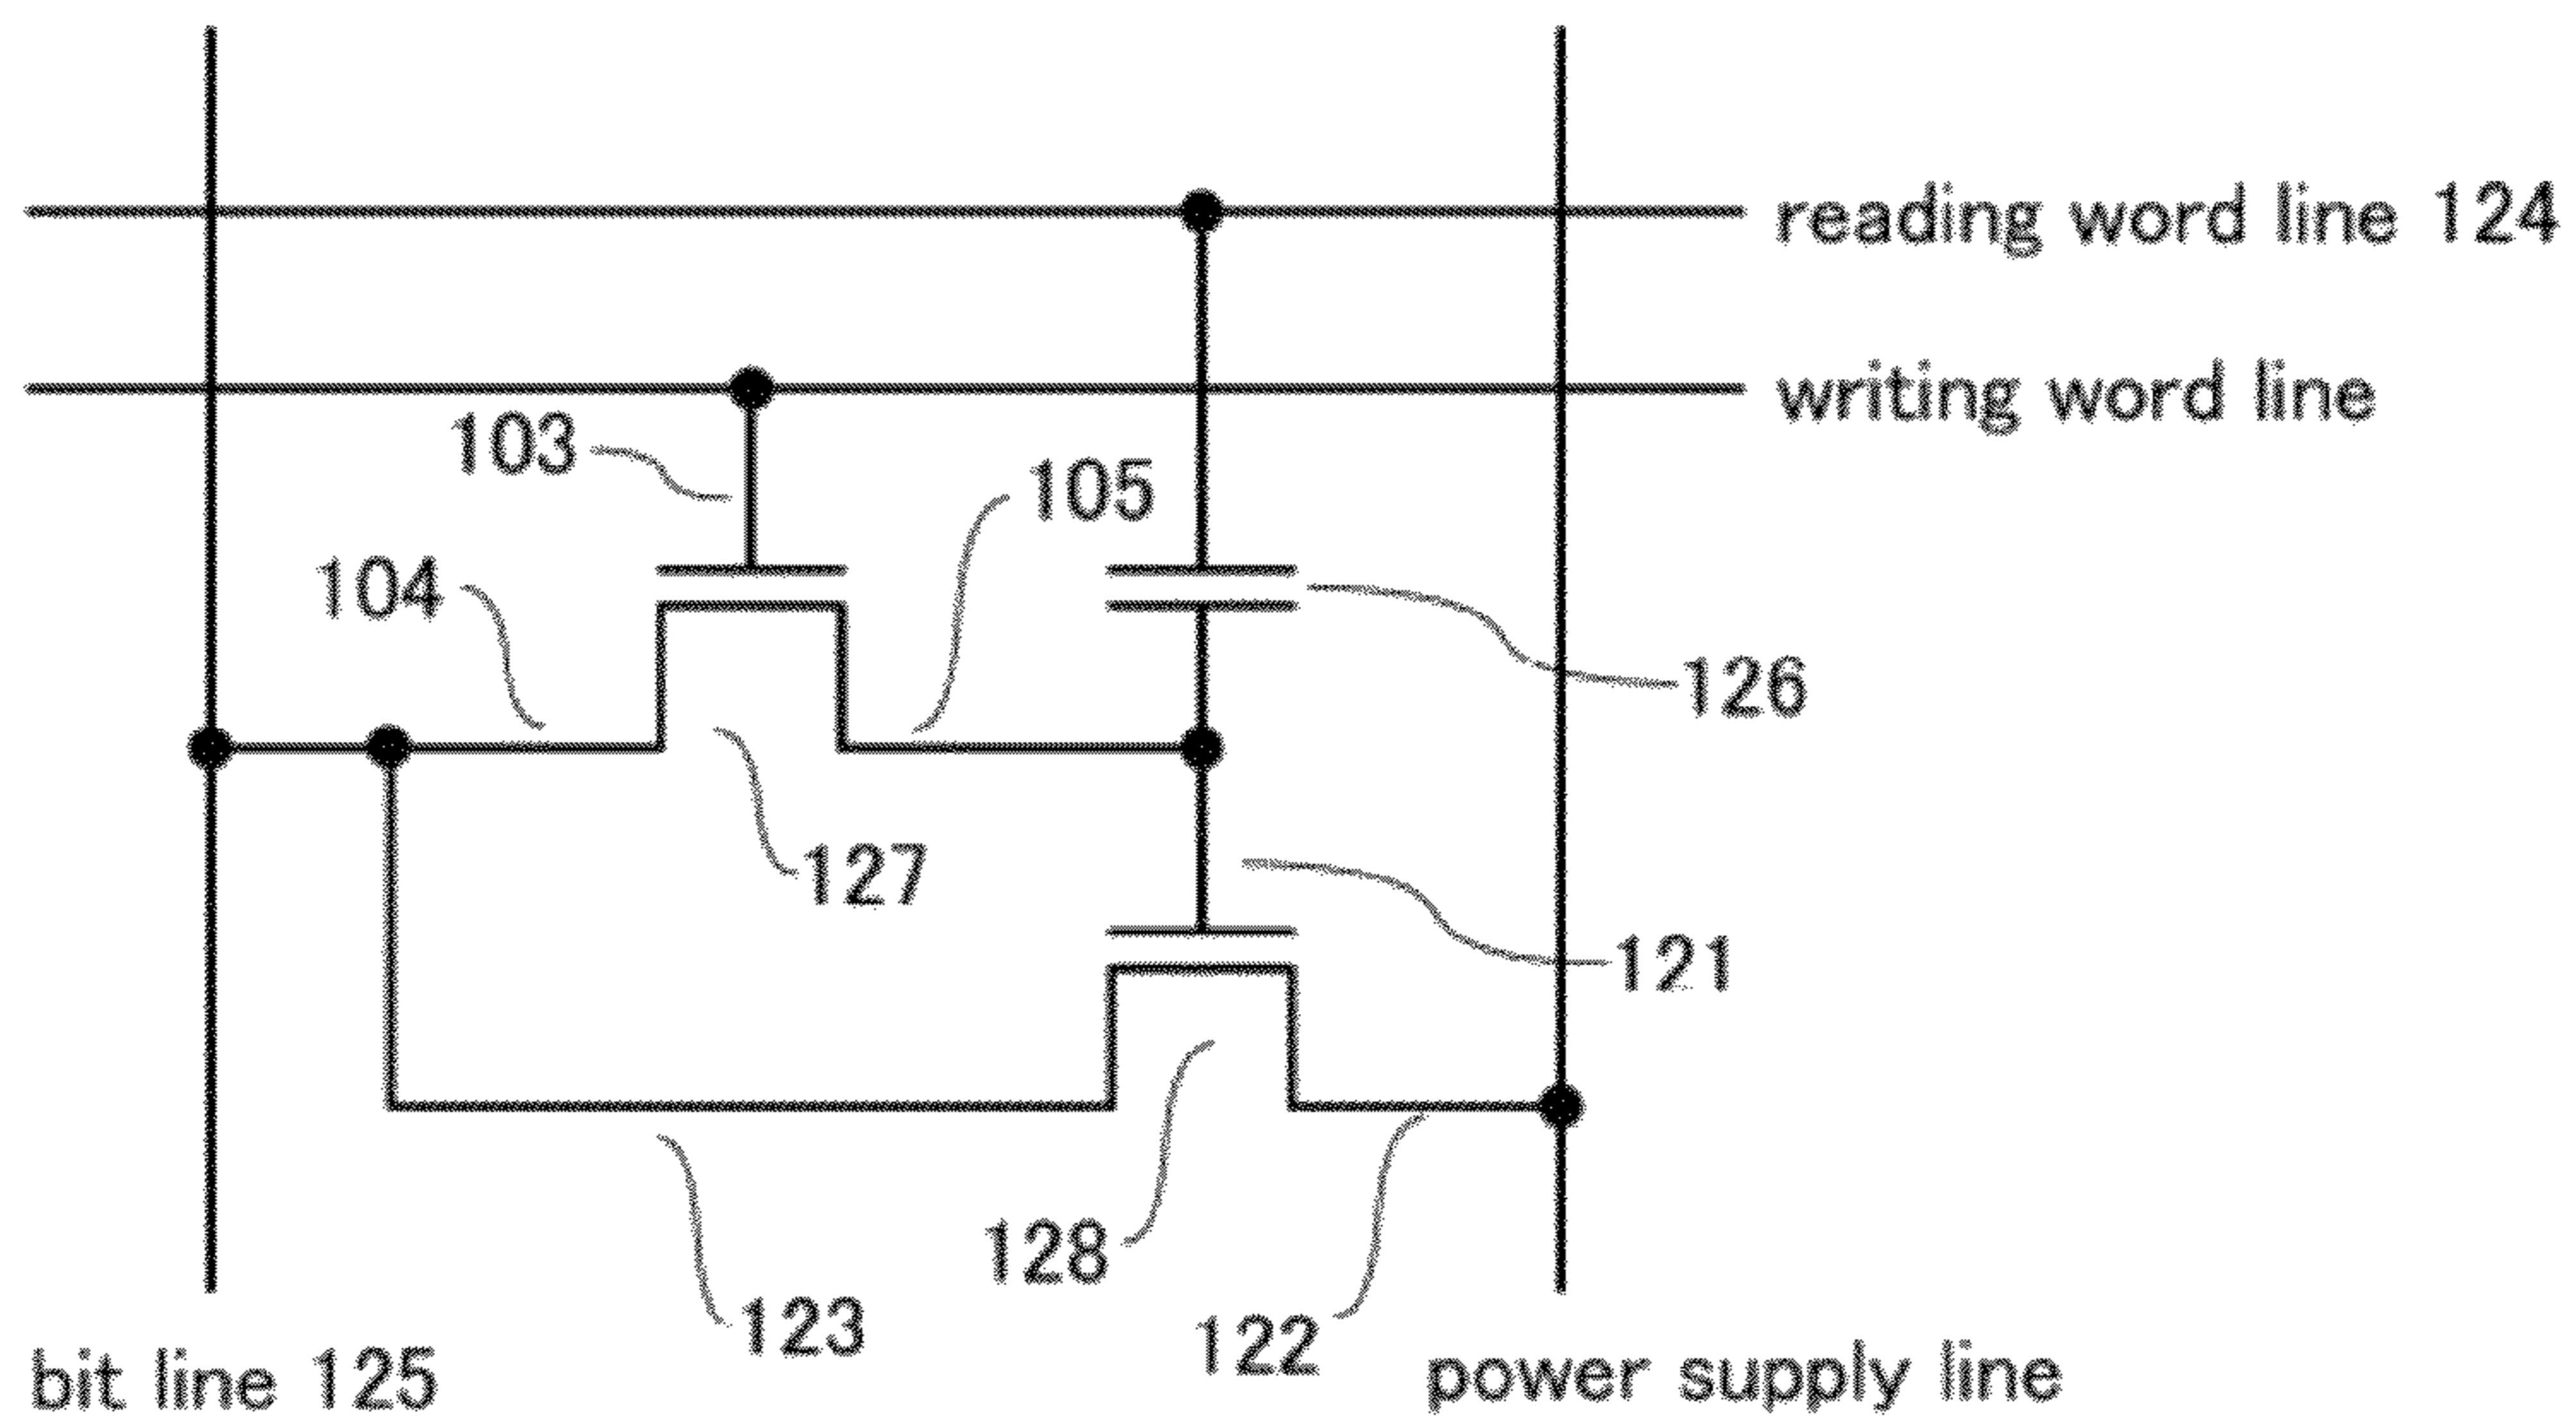 reading word line 124
writing word line
103
105
104
126
127
121
128
123
122
bit line 125
power supply line